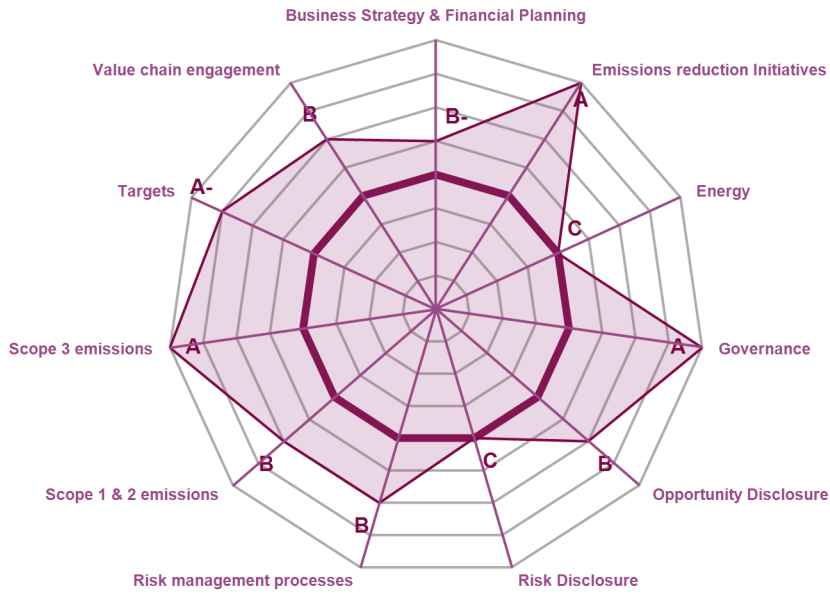 Business Strategy & Financial Planning
Value chain engagement
Emissions reduction Initiatives
A
B
B-
Targets
A-
Energy
C
Scope 3 emissions
A
A
Governance
B
B
C
Scope 1 & 2 emissions
Opportunity Disclosure
B
Risk management processes
Risk Disclosure